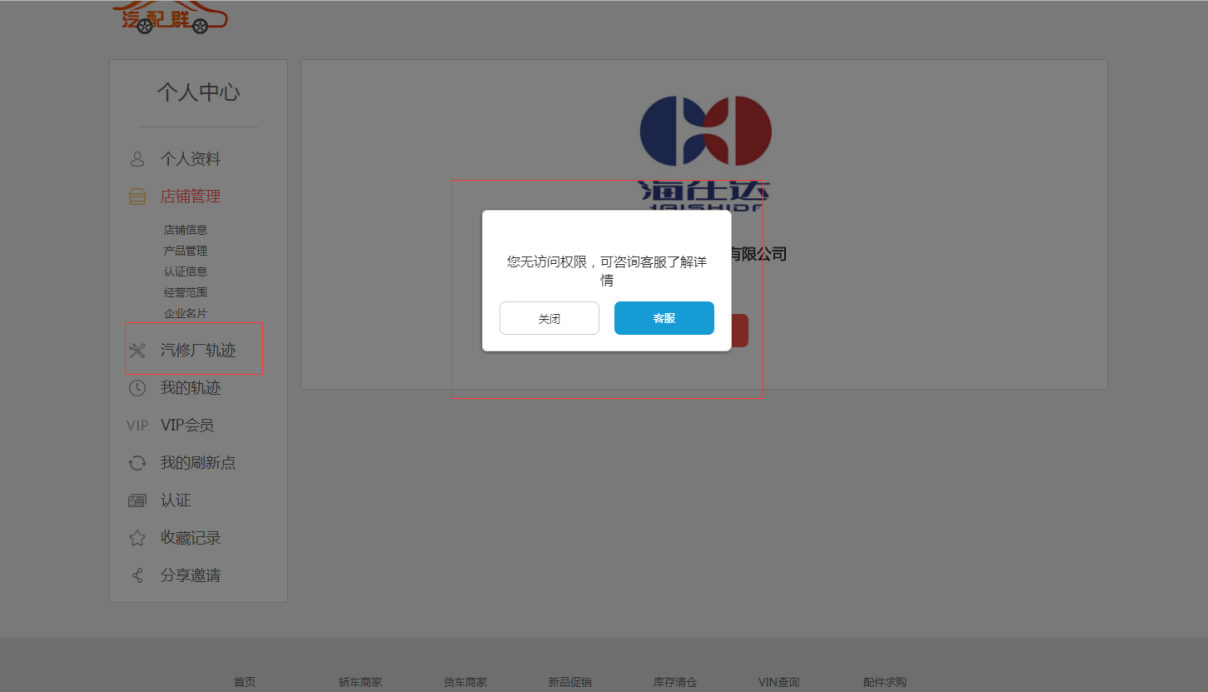 汽配群
个人中心
个人资料
店铺管理
店铺信息
产品管理
认证信息
经营范围
企业名片
汽修厂轨迹
我的轨迹
VIP VIP会员
我的刷新点
认证
收藏记录
分享邀请
海仕达
有限公司
您无访问权限，可咨询客服了解详
情
关闭
客服
首页
轿车商家
货车商家
新品促销
库存清仓
VIN查询
配件求购